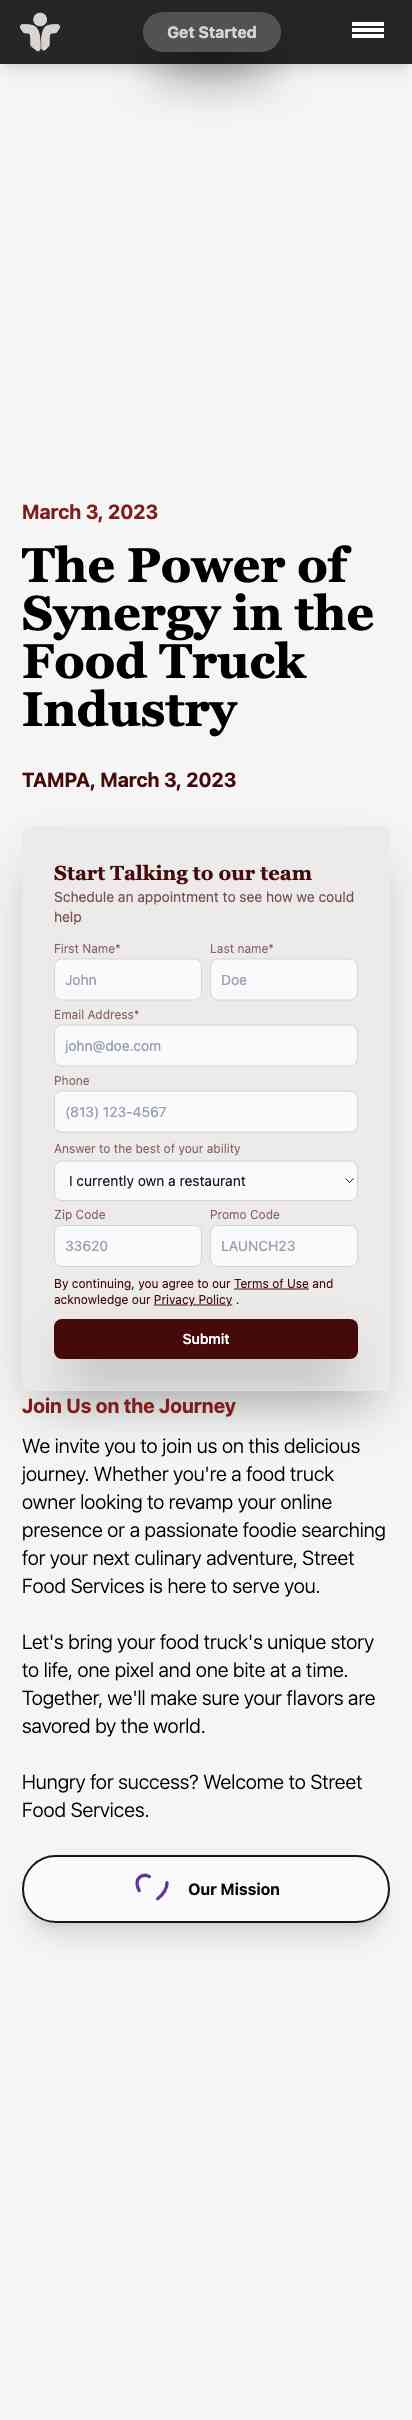 Get Started
March 3, 2023
The Power of
Synergy in the
Food Truck
Industry
TAMPA, March 3, 2023
Start Talking to our team
Schedule an appointment to see how we could
help
First Name* Last name*
John Doe
Email Address*
john@doe.com
Phone
(813) 123-4567
Answer to the best of your ability
I currently own a restaurant
Zip Code Promo Code
33620 LAUNCH23
By continuing, you agree to our Terms of Use and
acknowledge our Privacy Policy .
Submit
Join Us on the Journey
We invite you to join us on this delicious
journey. Whether you're a food truck
owner looking to revamp your online
presence or a passionate foodie searching
for your next culinary adventure, Street
Food Services is here to serve you.
Let's bring your food truck's unique story
to life, one pixel and one bite at a time.
Together, we'll make sure your flavors are
savored by the world.
Hungry for success? Welcome to Street
Food Services.
Our Mission